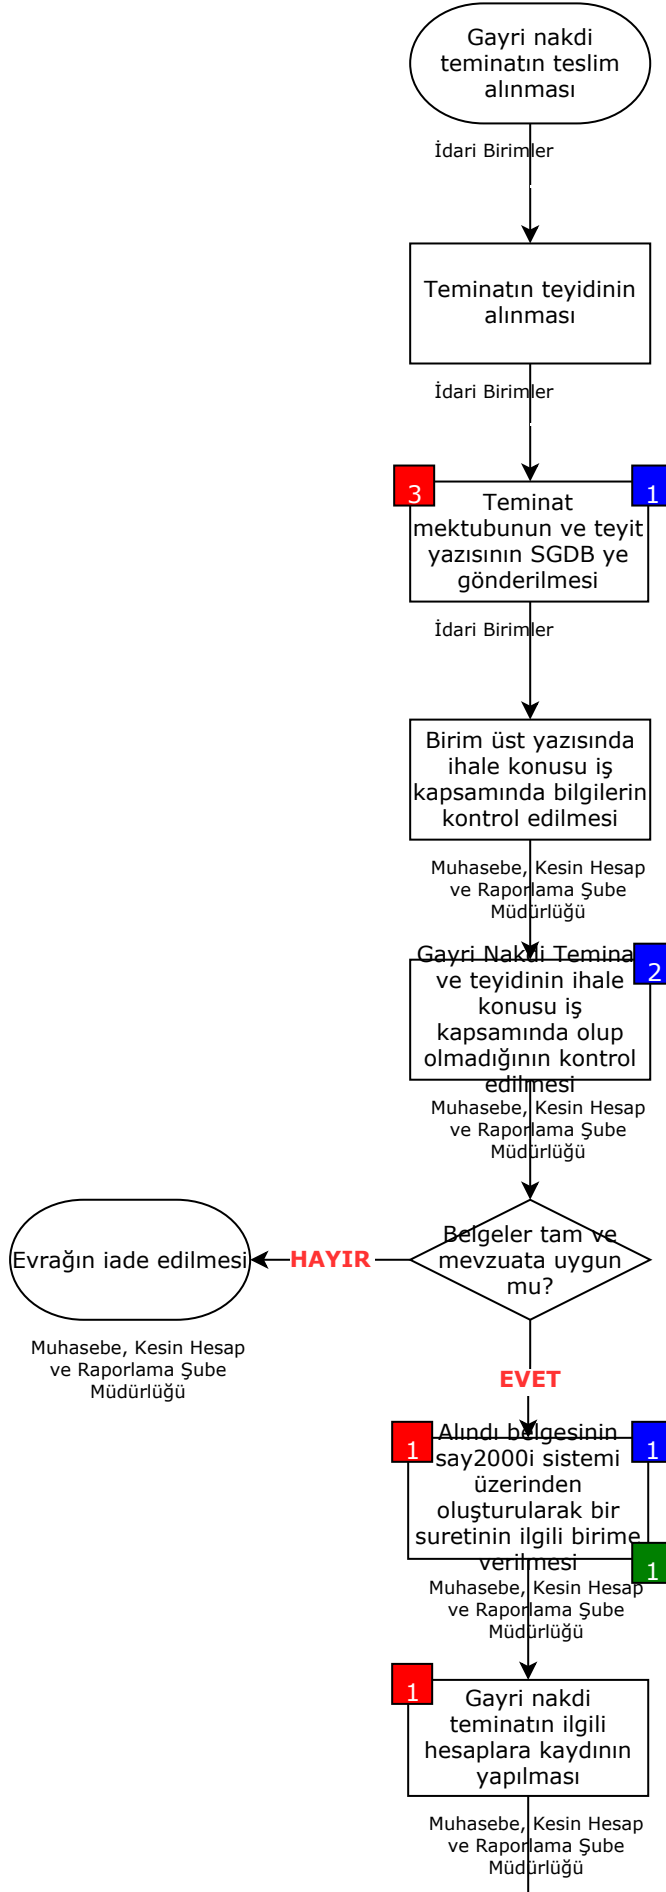 Gayri nakdi
teminatın teslim
alınması
İdari Birimler
Teminatın teyidinin
alınması
İdari Birimler
3
1
Teminat
mektubunun ve teyit
yazısının SGDB ye
gönderilmesi
İdari Birimler
Birim üst yazısında
ihale konusu iş
kapsamında bilgilerin
kontrol edilmesi
Muhasebe, Kesin Hesap
ve Raporlama Şube
Müdürlüğü
2
Gayri Nakdi Teminat
ve teyidinin ihale
konusu iş
kapsamında olup
olmadığının kontrol
edilmesi
Muhasebe, Kesin Hesap
ve Raporlama Şube
Müdürlüğü
Belgeler tam ve
mevzuata uygun
mu?
HAYIR
Evrağın iade edilmesi
Muhasebe, Kesin Hesap
ve Raporlama Şube
Müdürlüğü
EVET
1
1
Alındı belgesinin
say2000i sistemi
üzerinden
oluşturularak bir
suretinin ilgili birime
verilmesi
1
Muhasebe, Kesin Hesap
ve Raporlama Şube
Müdürlüğü
1
Gayri nakdi
teminatın ilgili
hesaplara kaydının
yapılması
Muhasebe, Kesin Hesap
ve Raporlama Şube
Müdürlüğü